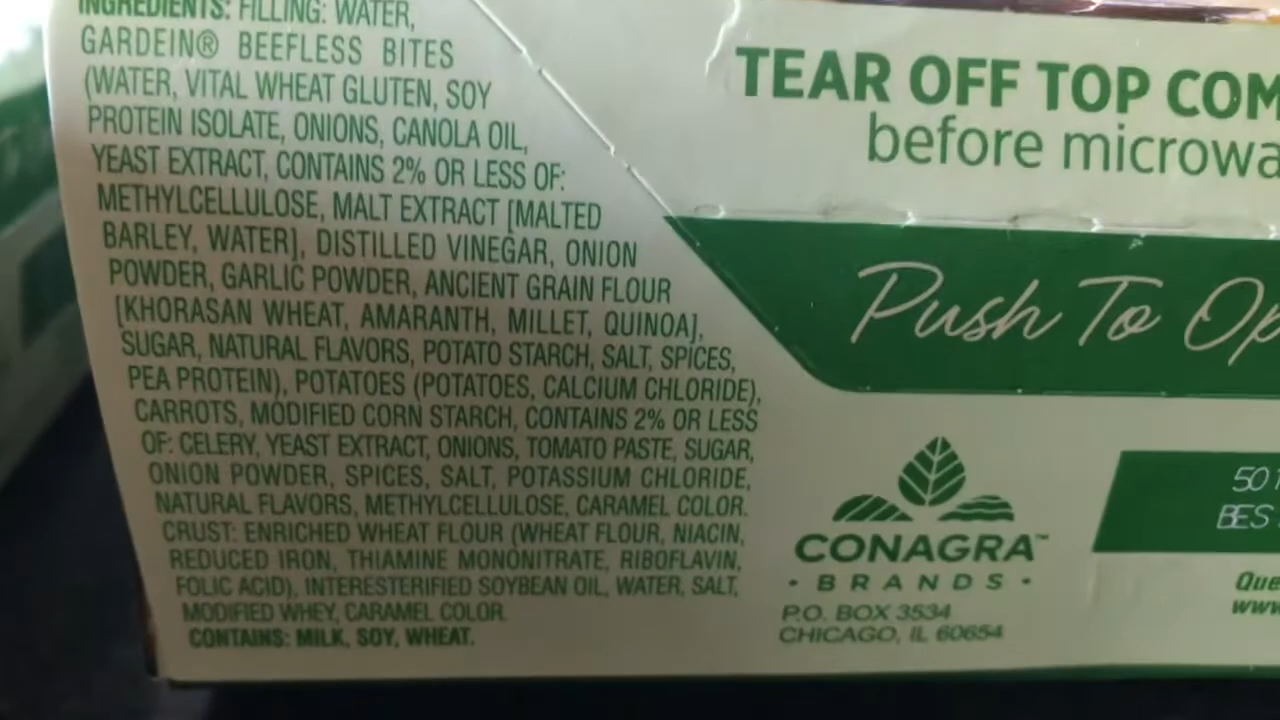 INGREDIENTS: FILLING: WATER,
GARDEIN® BEEFLESS BITES
(WATER, VITAL WHEAT GLUTEN, SOY
PROTEIN ISOLATE, ONIONS, CANOLA OIL,
YEAST EXTRACT, CONTAINS 2% OR LESS OF:
METHYLCELLULOSE, MALT EXTRACT [MALTED
BARLEY, WATER], DISTILLED VINEGAR, ONION
POWDER, GARLIC POWDER, ANCIENT GRAIN FLOUR
[KHORASAN WHEAT, AMARANTH, MILLET, QUINOA],
SUGAR, NATURAL FLAVORS, POTATO STARCH, SALT, SPICES,
PEA PROTEIN), POTATOES (POTATOES, CALCIUM CHLORIDE),
CARROTS, MODIFIED CORN STARCH, CONTAINS 2% OR LESS
OF: CELERY, YEAST EXTRACT, ONIONS, TOMATO PASTE, SUGAR,
ONION POWDER, SPICES, SALT, POTASSIUM CHLORIDE,
NATURAL FLAVORS, METHYLCELLULOSE, CARAMEL COLOR.
CRUST: ENRICHED WHEAT FLOUR (WHEAT FLOUR, NIACIN,
REDUCED IRON, THIAMINE MONONITRATE, RIBOFLAVIN,
FOLIC ACID), INTERESTERIFIED SOYBEAN OIL, WATER, SALT,
MODIFIED WHEY, CARAMEL COLOR.
CONTAINS: MILK, SOY, WHEAT.
TEAR OFF TOP COM
before microwa
Push To Op
CONAGRA™
• BRANDS •
P.O. BOX 3534
CHICAGO, IL 60654
50
BES
Que
www